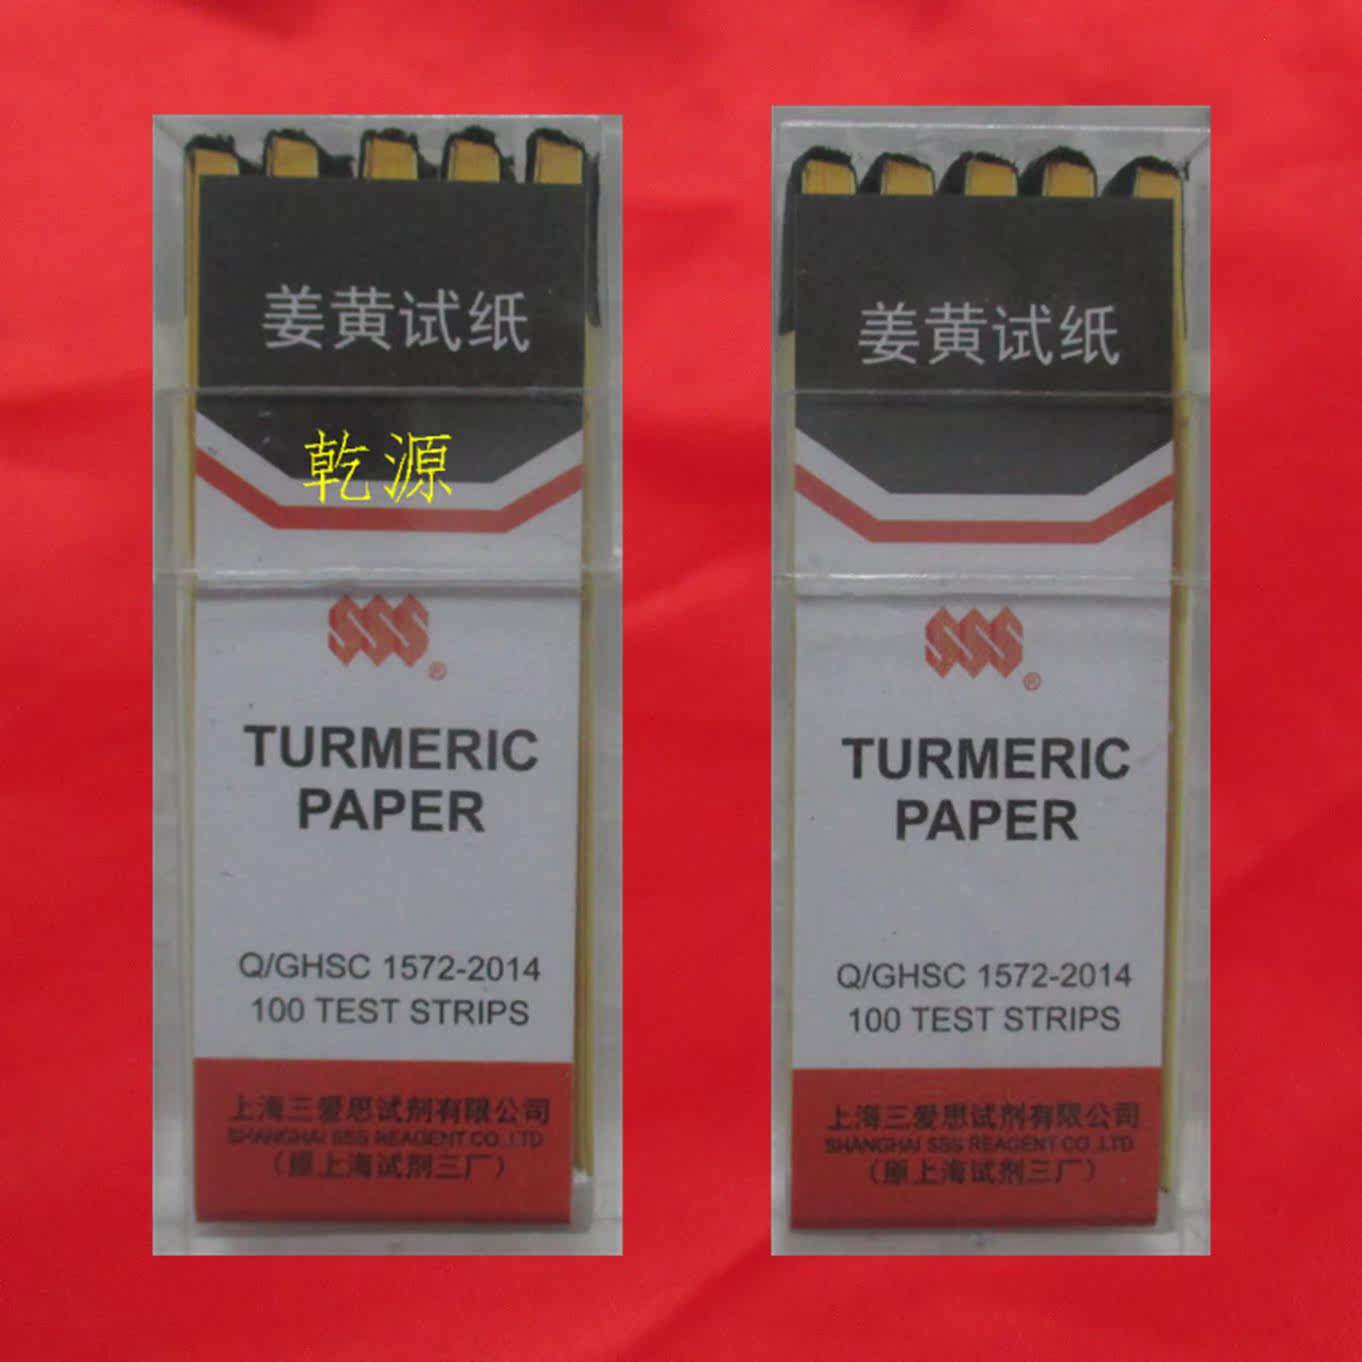 姜黄试纸
乾源
SSS®
TURMERIC
PAPER
Q/GHSC 1572-2014
100 TEST STRIPS
上海三爱思试剂有限公司
SHANGHAI SSS REAGENT CO.,LTD
（原上海试剂三厂）
姜黄试纸
SSS®
TURMERIC
PAPER
Q/GHSC 1572-2014
100 TEST STRIPS
上海三爱思试剂有限公司
SHANGHAI SSS REAGENT CO.,LTD
（原上海试剂三厂）